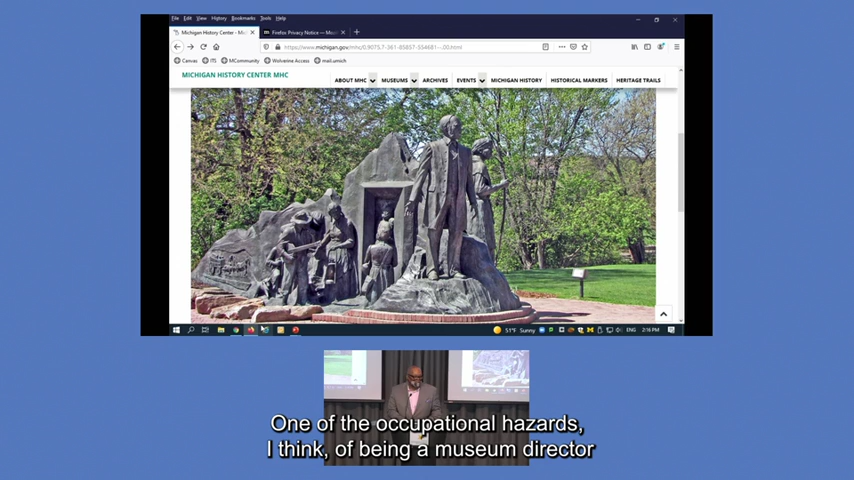 File Edit View History Bookmarks Tools Help
Michigan History Center - Mi
Firefox Privacy Notice — Mozi
https://www.michigan.gov/mhc/0,9075,7-361-85857-554681--,00.html
Canvas ITS MCommunity Wolverine Access mail.umich
MICHIGAN HISTORY CENTER MHC
ABOUT MHC MUSEUMS ARCHIVES EVENTS MICHIGAN HISTORY HISTORICAL MARKERS HERITAGE TRAILS
51°F Sunny ENG 2:16 PM
One of the occupational hazards,
I think, of being a museum director